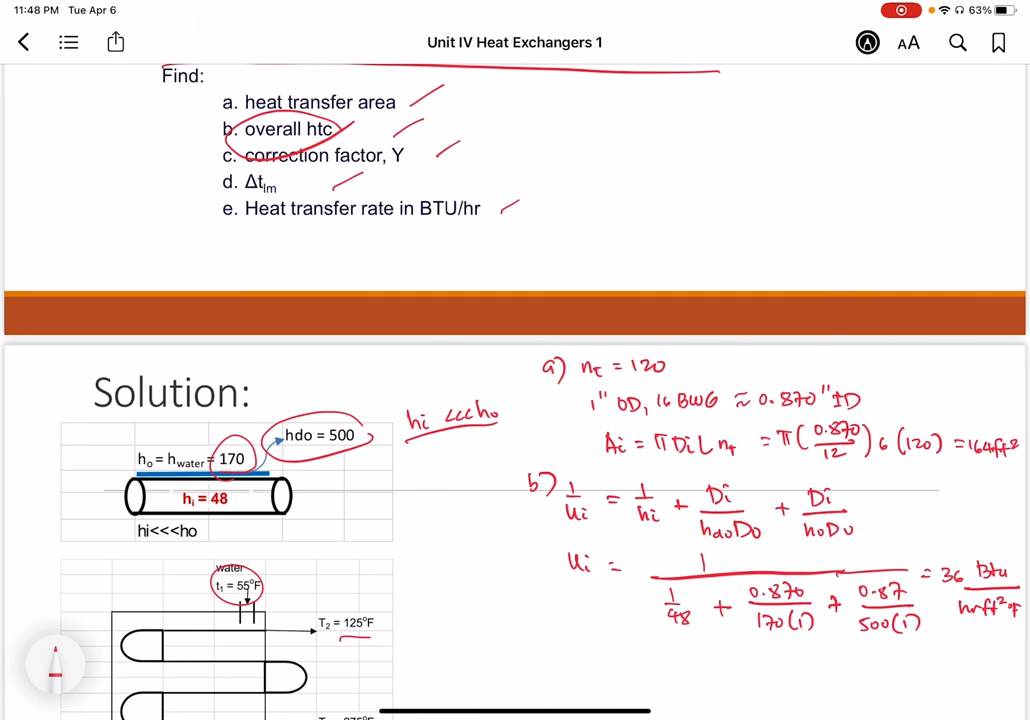 11:48 PM Tue Apr 6
63%
Unit IV Heat Exchangers 1
AA
Find:
a. heat transfer area
b. overall htc
c. correction factor, Y
d. Δtlm
e. Heat transfer rate in BTU/hr
Solution:
hi <<< ho
hdo = 500
ho = hwater = 170
hi = 48
hi<<<ho
water
t1 = 55°F
T2 = 125°F
a) nt = 120
1" OD, 16 BWG ≈ 0.870" ID
Ai = π Di L nt = π (0.870/12) 6 (120) = 164 ft²
b) 1/Ui = 1/hi + Di/hdoDo + Di/hoDo
Ui = 1/(1/48 + 0.870/170(1) + 0.87/500(1)) = 36 Btu/hrft²°F